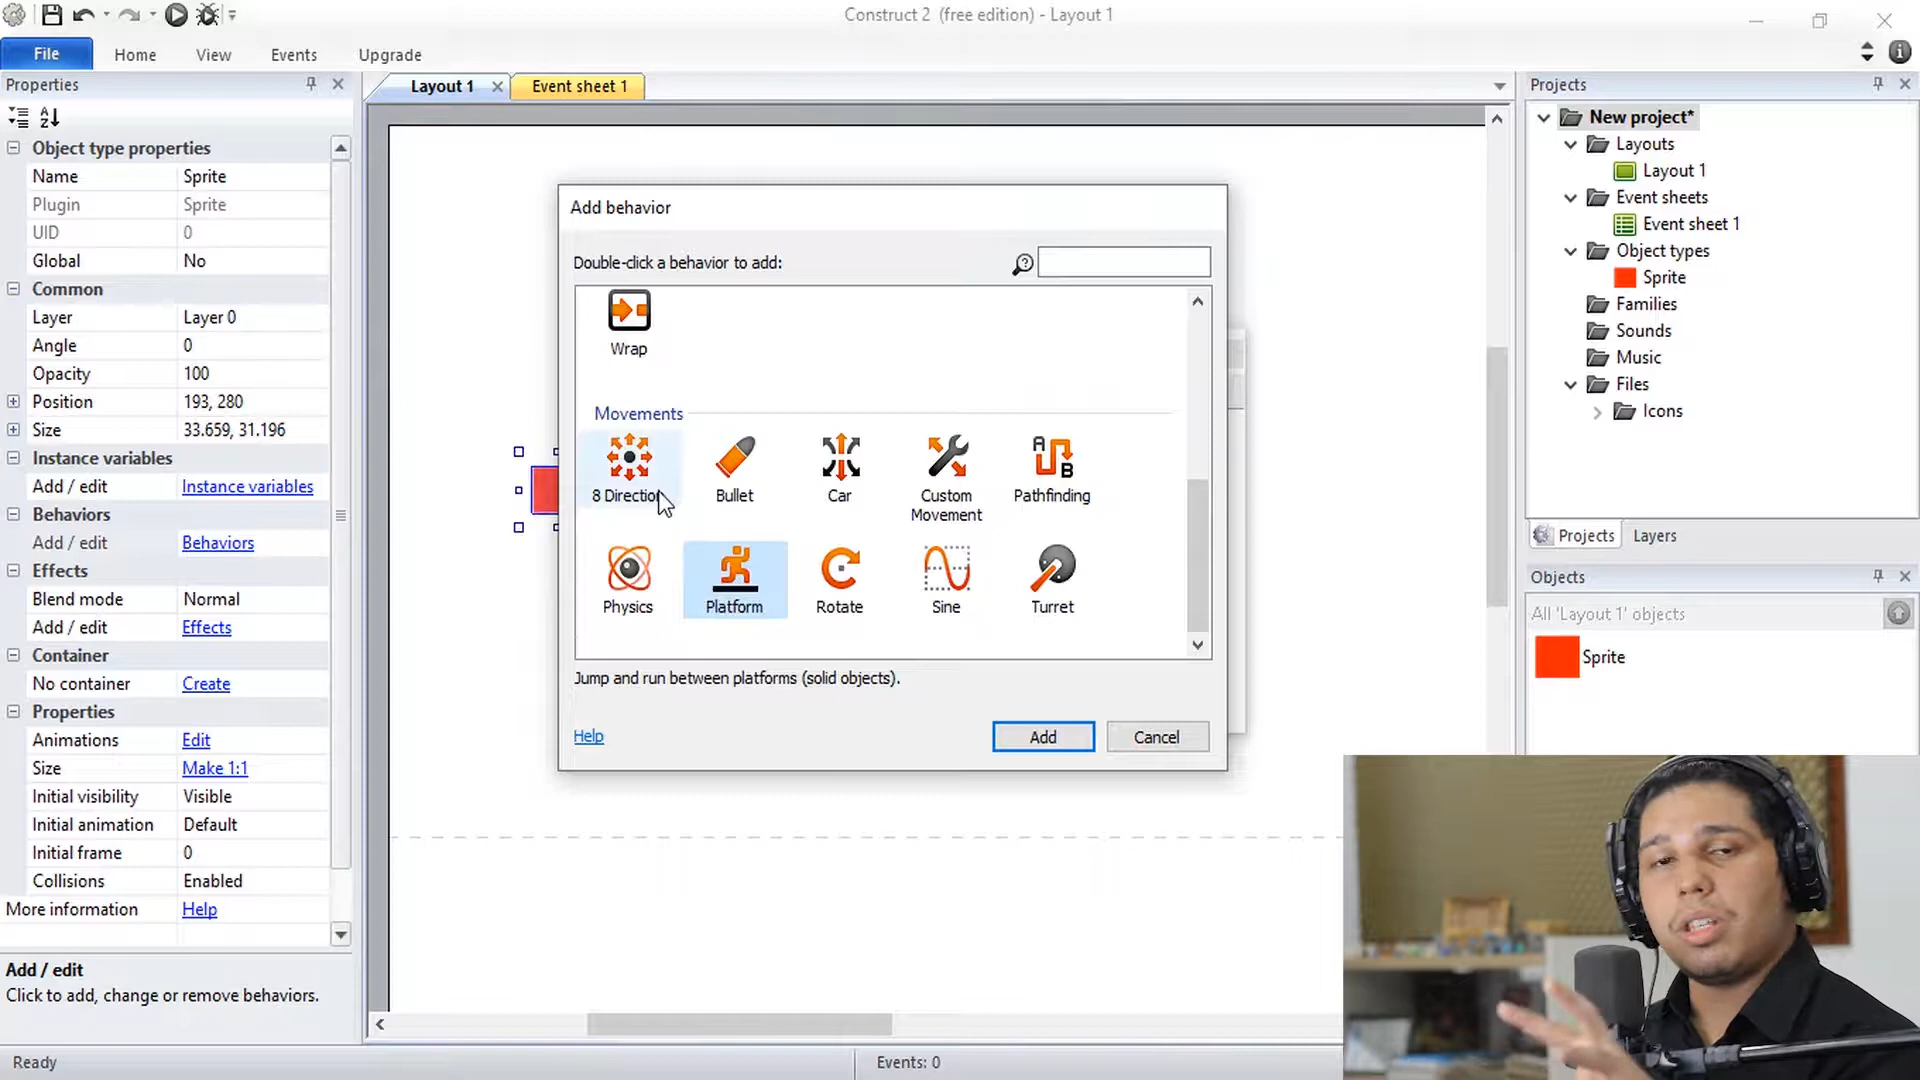 Construct 2 (free edition) - Layout 1
File
Home
View
Events
Upgrade
Properties
Object type properties
Name Sprite
Plugin Sprite
UID 0
Global No
Common
Layer Layer 0
Angle 0
Opacity 100
Position 193, 280
Size 33.659, 31.196
Instance variables
Add / edit Instance variables
Behaviors
Add / edit Behaviors
Effects
Blend mode Normal
Add / edit Effects
Container
No container Create
Properties
Animations Edit
Size Make 1:1
Initial visibility Visible
Initial animation Default
Initial frame 0
Collisions Enabled
More information Help
Add / edit
Click to add, change or remove behaviors.
Ready
Layout 1
Event sheet 1
Add behavior
Double-click a behavior to add:
Wrap
Movements
8 Direction
Bullet
Car
Custom
Movement
Pathfinding
Physics
Platform
Rotate
Sine
Turret
Jump and run between platforms (solid objects).
Help
Add
Cancel
Events: 0
Projects
New project*
Layouts
Layout 1
Event sheets
Event sheet 1
Object types
Sprite
Families
Sounds
Music
Files
Icons
Projects
Layers
Objects
All 'Layout 1' objects
Sprite